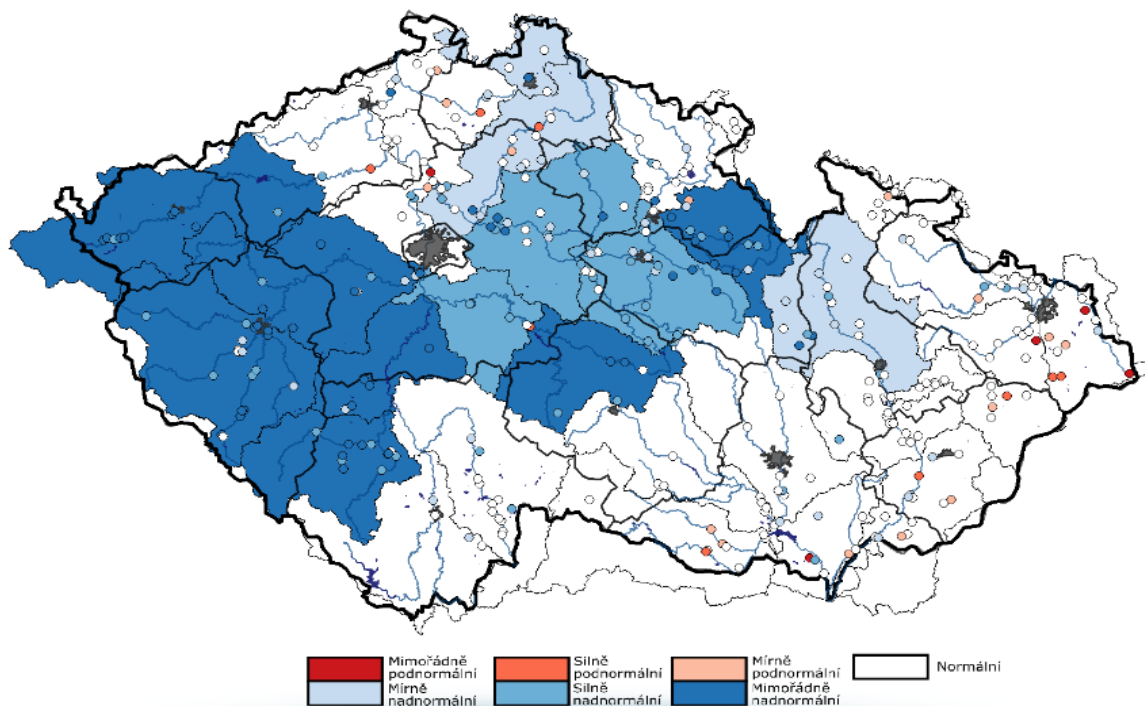 Mimořádně
podnormální
Silně
podnormální
Mírně
podnormální
Normální
Mírně
nadnormální
Silně
nadnormální
Mimořádně
nadnormální